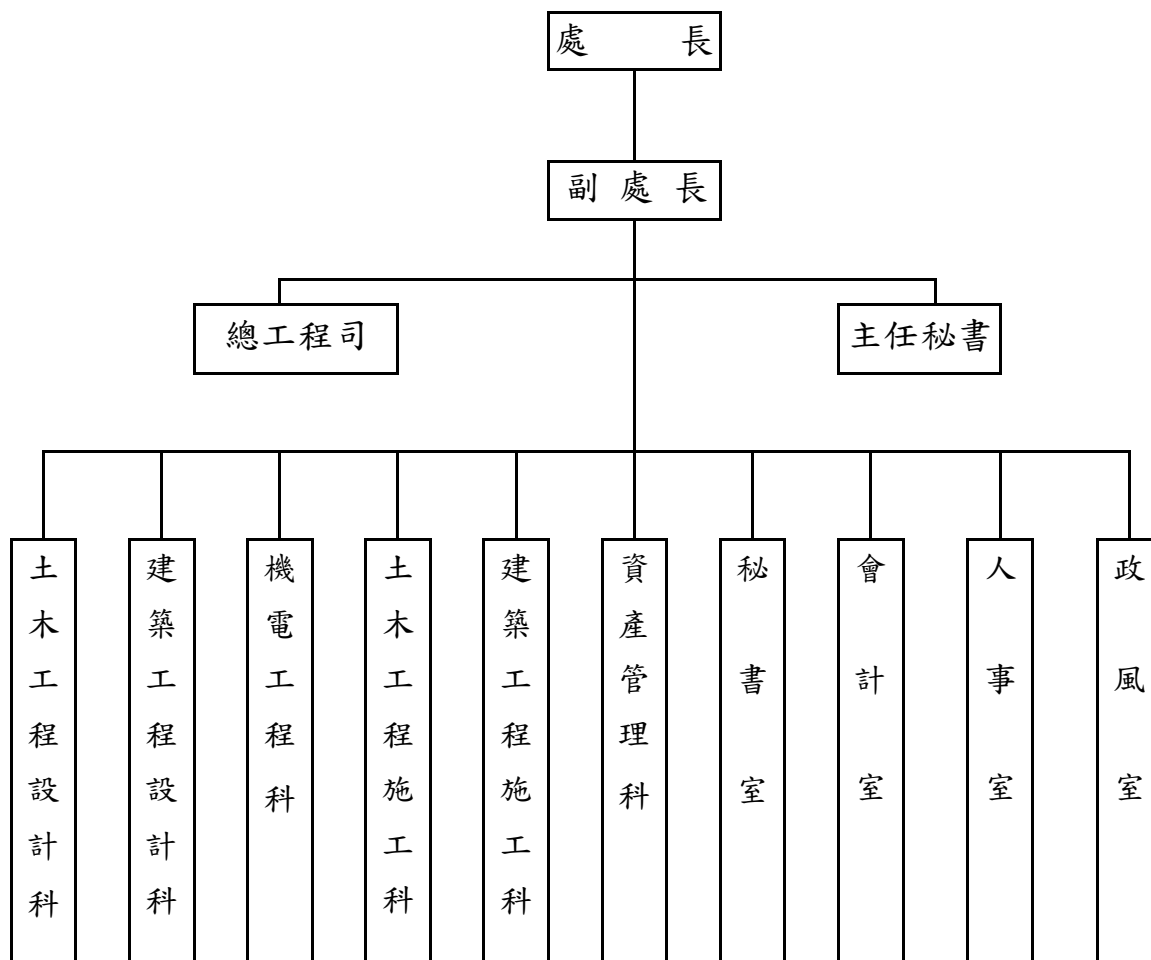 處長
副處長
總工程司
主任秘書
土木工程設計科
建築工程設計科
機電工程科
土木工程施工科
建築工程施工科
資產管理科
秘書室
會計室
人事室
政風室